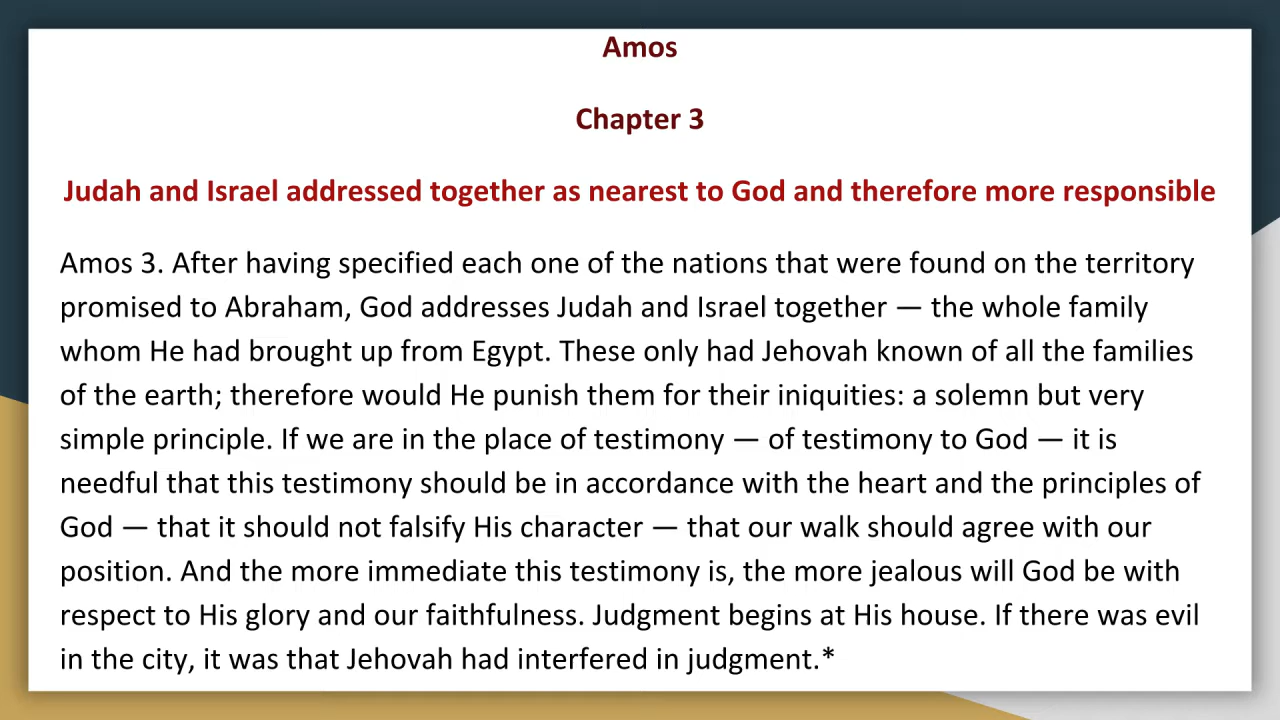 Amos
Chapter 3
Judah and Israel addressed together as nearest to God and therefore more responsible
Amos 3. After having specified each one of the nations that were found on the territory
promised to Abraham, God addresses Judah and Israel together — the whole family
whom He had brought up from Egypt. These only had Jehovah known of all the families
of the earth; therefore would He punish them for their iniquities: a solemn but very
simple principle. If we are in the place of testimony — of testimony to God — it is
needful that this testimony should be in accordance with the heart and the principles of
God — that it should not falsify His character — that our walk should agree with our
position. And the more immediate this testimony is, the more jealous will God be with
respect to His glory and our faithfulness. Judgment begins at His house. If there was evil
in the city, it was that Jehovah had interfered in judgment.*